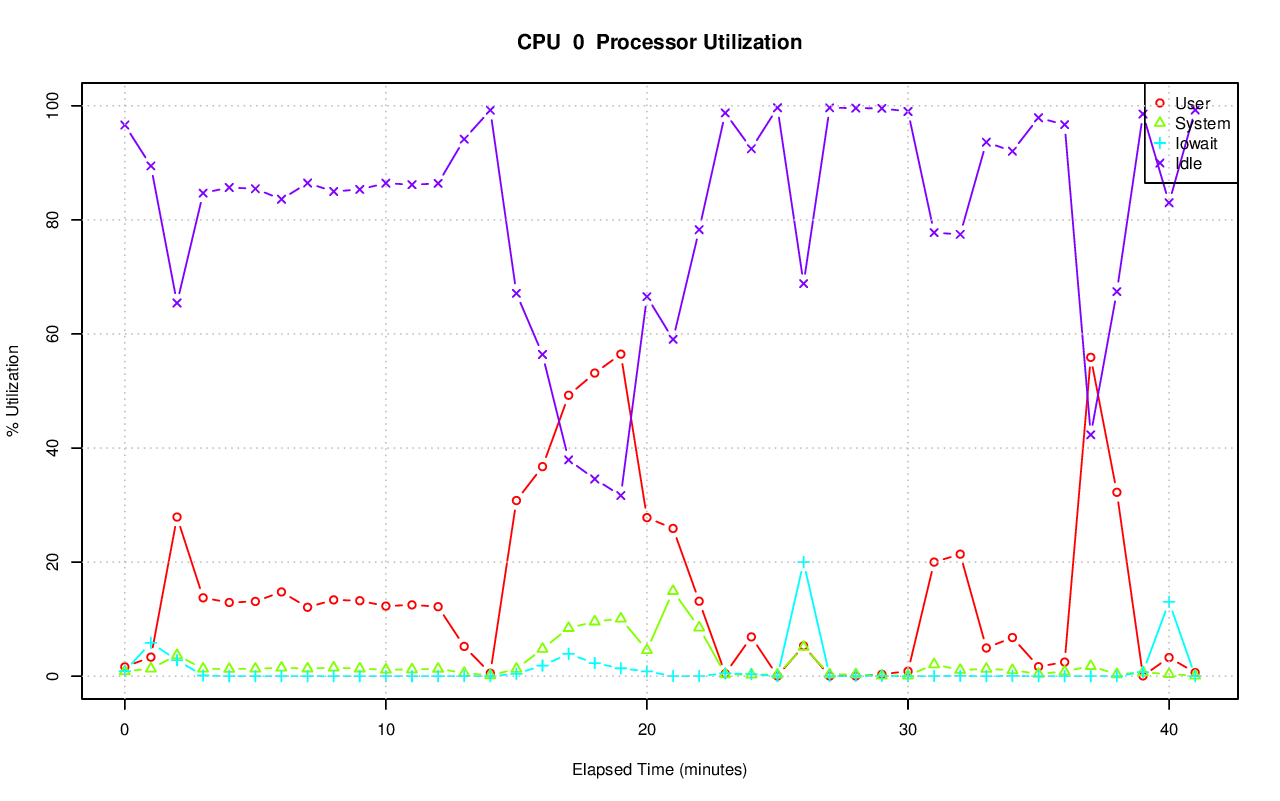 CPU  0  Processor Utilization
100
80
60
40
20
0
% Utilization
User
System
Iowait
Idle
0
10
20
30
40
Elapsed Time (minutes)